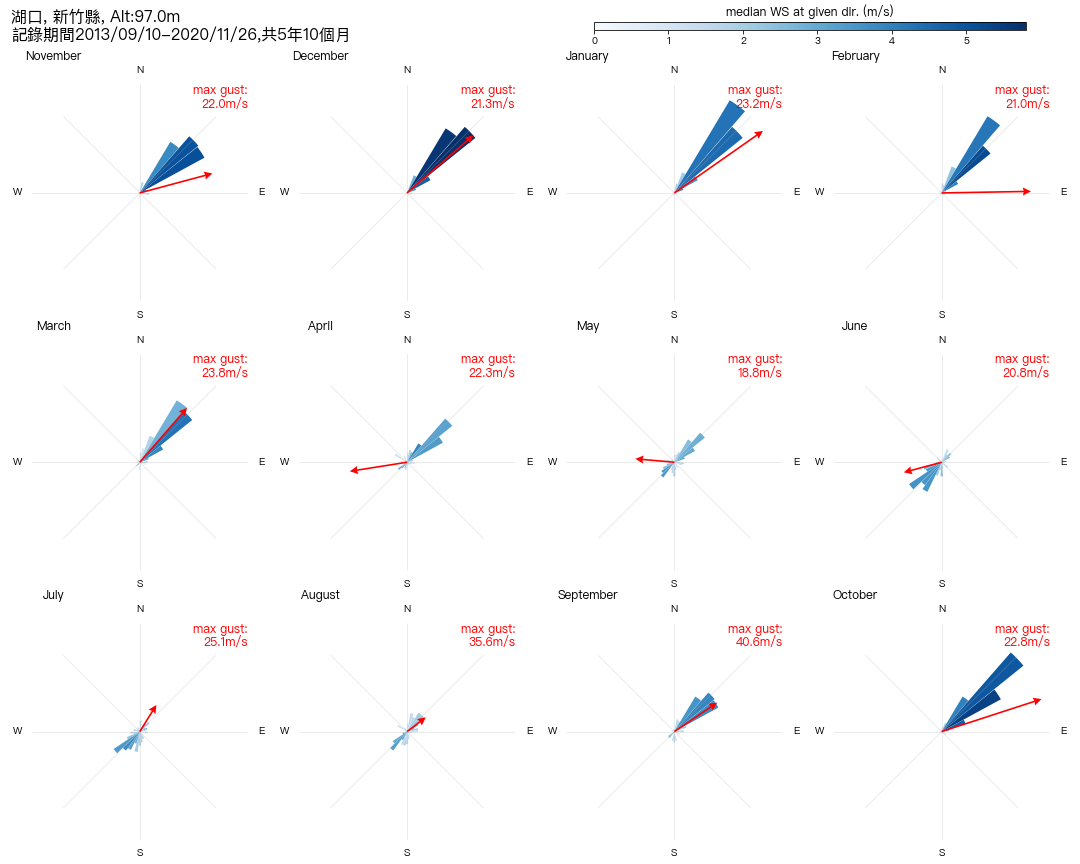 湖口, 新竹縣, Alt:97.0m
記錄期間2013/09/10−2020/11/26,共5年10個月
median WS at given dir. (m/s)
0 1 2 3 4 5
November
N
max gust:
22.0m/s
W E
S
December
N
max gust:
21.3m/s
W E
S
January
N
max gust:
23.2m/s
W E
S
February
N
max gust:
21.0m/s
W E
S
March
N
max gust:
23.8m/s
W E
S
April
N
max gust:
22.3m/s
W E
S
May
N
max gust:
18.8m/s
W E
S
June
N
max gust:
20.8m/s
W E
S
July
N
max gust:
25.1m/s
W E
S
August
N
max gust:
35.6m/s
W E
S
September
N
max gust:
40.6m/s
W E
S
October
N
max gust:
22.8m/s
W E
S